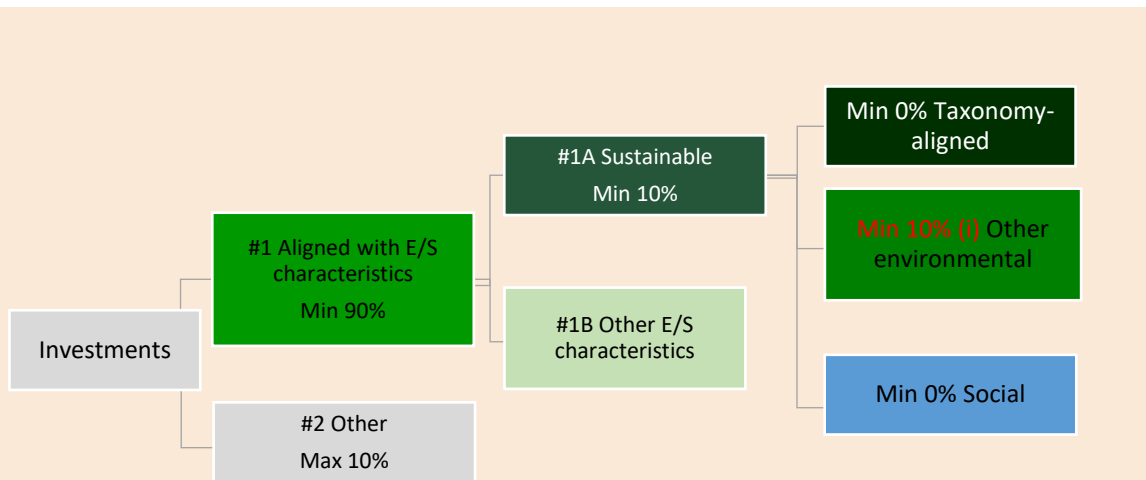 Investments
#1 Aligned with E/S
characteristics
Min 90%
#2 Other
Max 10%
#1A Sustainable
Min 10%
#1B Other E/S
characteristics
Min 0% Taxonomy-
aligned
Min 10% (i) Other
environmental
Min 0% Social